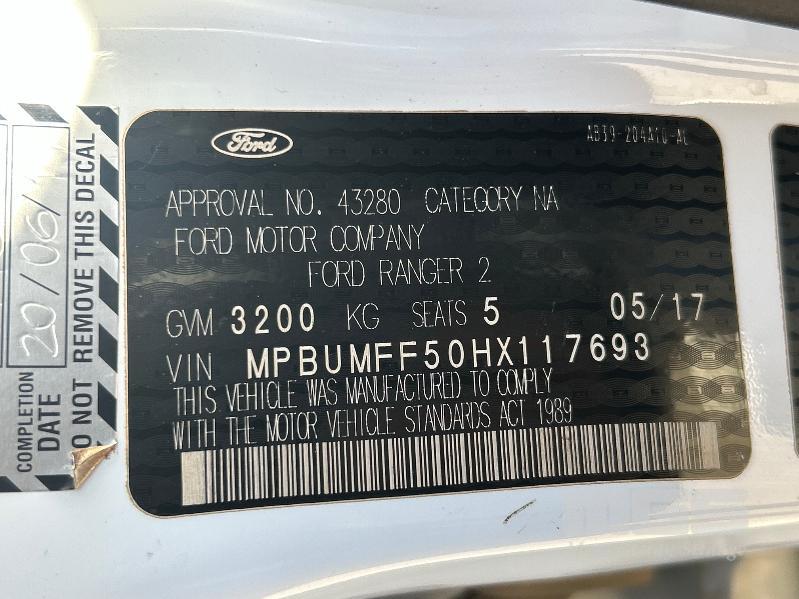 Ford
AB39-204A10-AC
APPROVAL NO. 43280 CATEGORY NA
FORD MOTOR COMPANY
FORD RANGER 2
GVM 3200 KG SEATS 5 05/17
VIN MPBUMFF50HX117693
THIS VEHICLE WAS MANUFACTURED TO COMPLY
WITH THE MOTOR VEHICLE STANDARDS ACT 1989
COMPLETION
DATE
20/06/
DO NOT REMOVE THIS DECAL